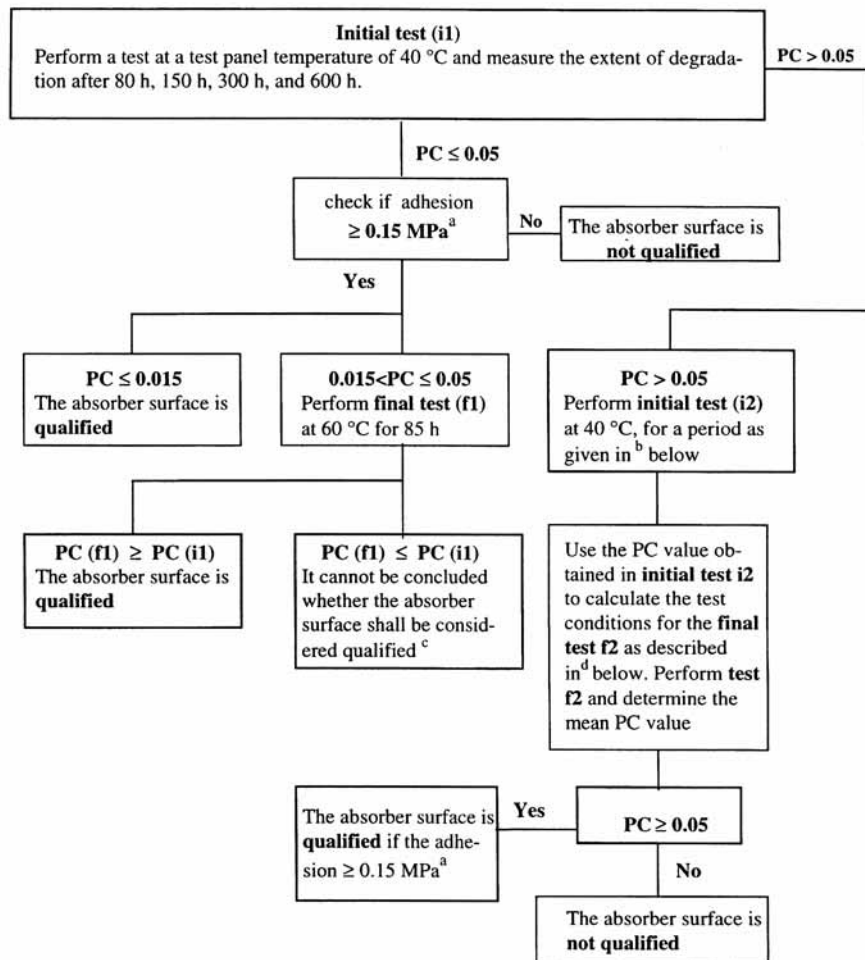 Initial test (i1)
Perform a test at a test panel temperature of 40 °C and measure the extent of degrada-
tion after 80 h, 150 h, 300 h, and 600 h.
PC > 0.05
PC ≤ 0.05
check if adhesion
≥ 0.15 MPa^a
No
The absorber surface is
not qualified
Yes
PC ≤ 0.015
The absorber surface is
qualified
0.015<PC ≤ 0.05
Perform final test (f1)
at 60 °C for 85 h
PC > 0.05
Perform initial test (i2)
at 40 °C, for a period as
given in^b below
PC (f1) ≥ PC (i1)
The absorber surface is
qualified
PC (f1) ≤ PC (i1)
It cannot be concluded
whether the absorber
surface shall be consid-
ered qualified^c
Use the PC value ob-
tained in initial test i2
to calculate the test
conditions for the final
test f2 as described
in^d below. Perform test
f2 and determine the
mean PC value
The absorber surface is
qualified if the adhe-
sion ≥ 0.15 MPa^a
Yes
PC ≥ 0.05
No
The absorber surface is
not qualified